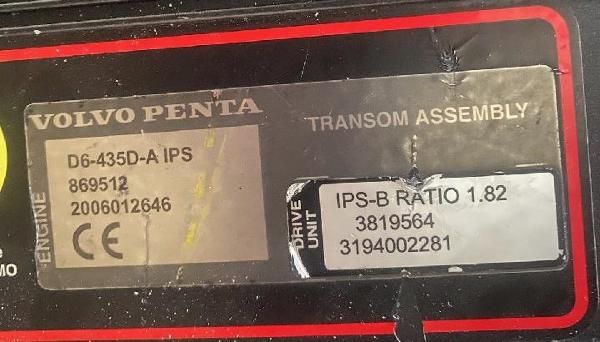 VOLVO PENTA
ENGINE
D6-435D-A IPS
869512
2006012646
CE
TRANSOM ASSEMBLY
DRIVE
UNIT
IPS-B RATIO 1.82
3819564
3194002281
MO